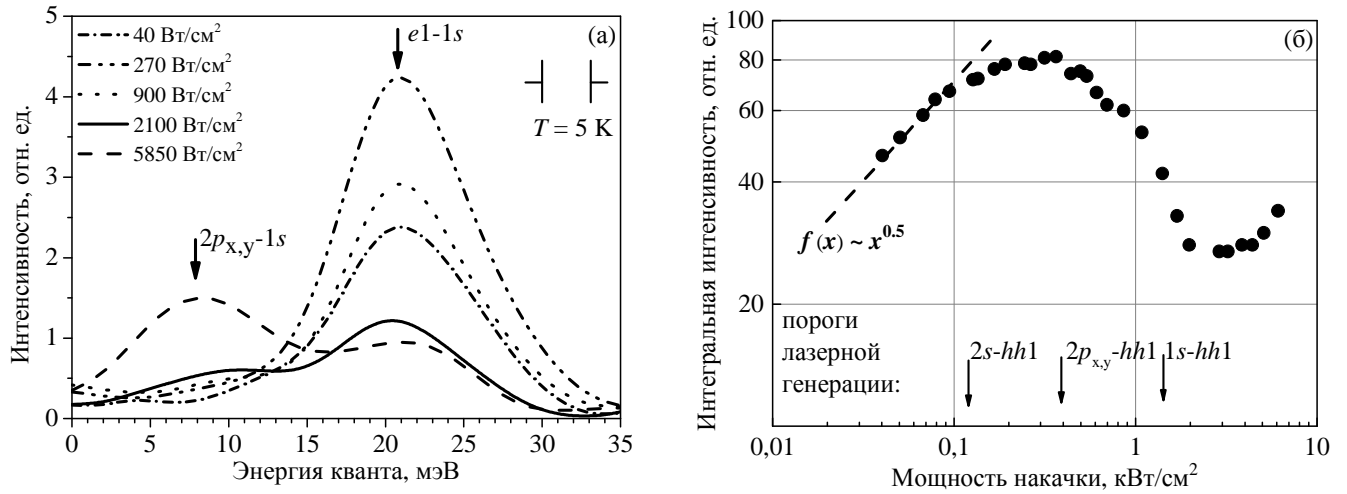 (а)
40 Вт/см²
270 Вт/см²
900 Вт/см²
2100 Вт/см²
5850 Вт/см²
e1-1s
T = 5 K
2pₓ,ᵧ-1s
Интенсивность, отн. ед.
5
4
3
2
1
0
0 5 10 15 20 25 30 35
Энергия кванта, мэВ
(б)
Интегральная интенсивность, отн. ед.
100
80
60
40
20
f (x) ~ x⁰·⁵
пороги
лазерной
генерации:
2s-hh1 2pₓ,ᵧ-hh1 1s-hh1
0,01 0,1 1 10
Мощность накачки, кВт/см²